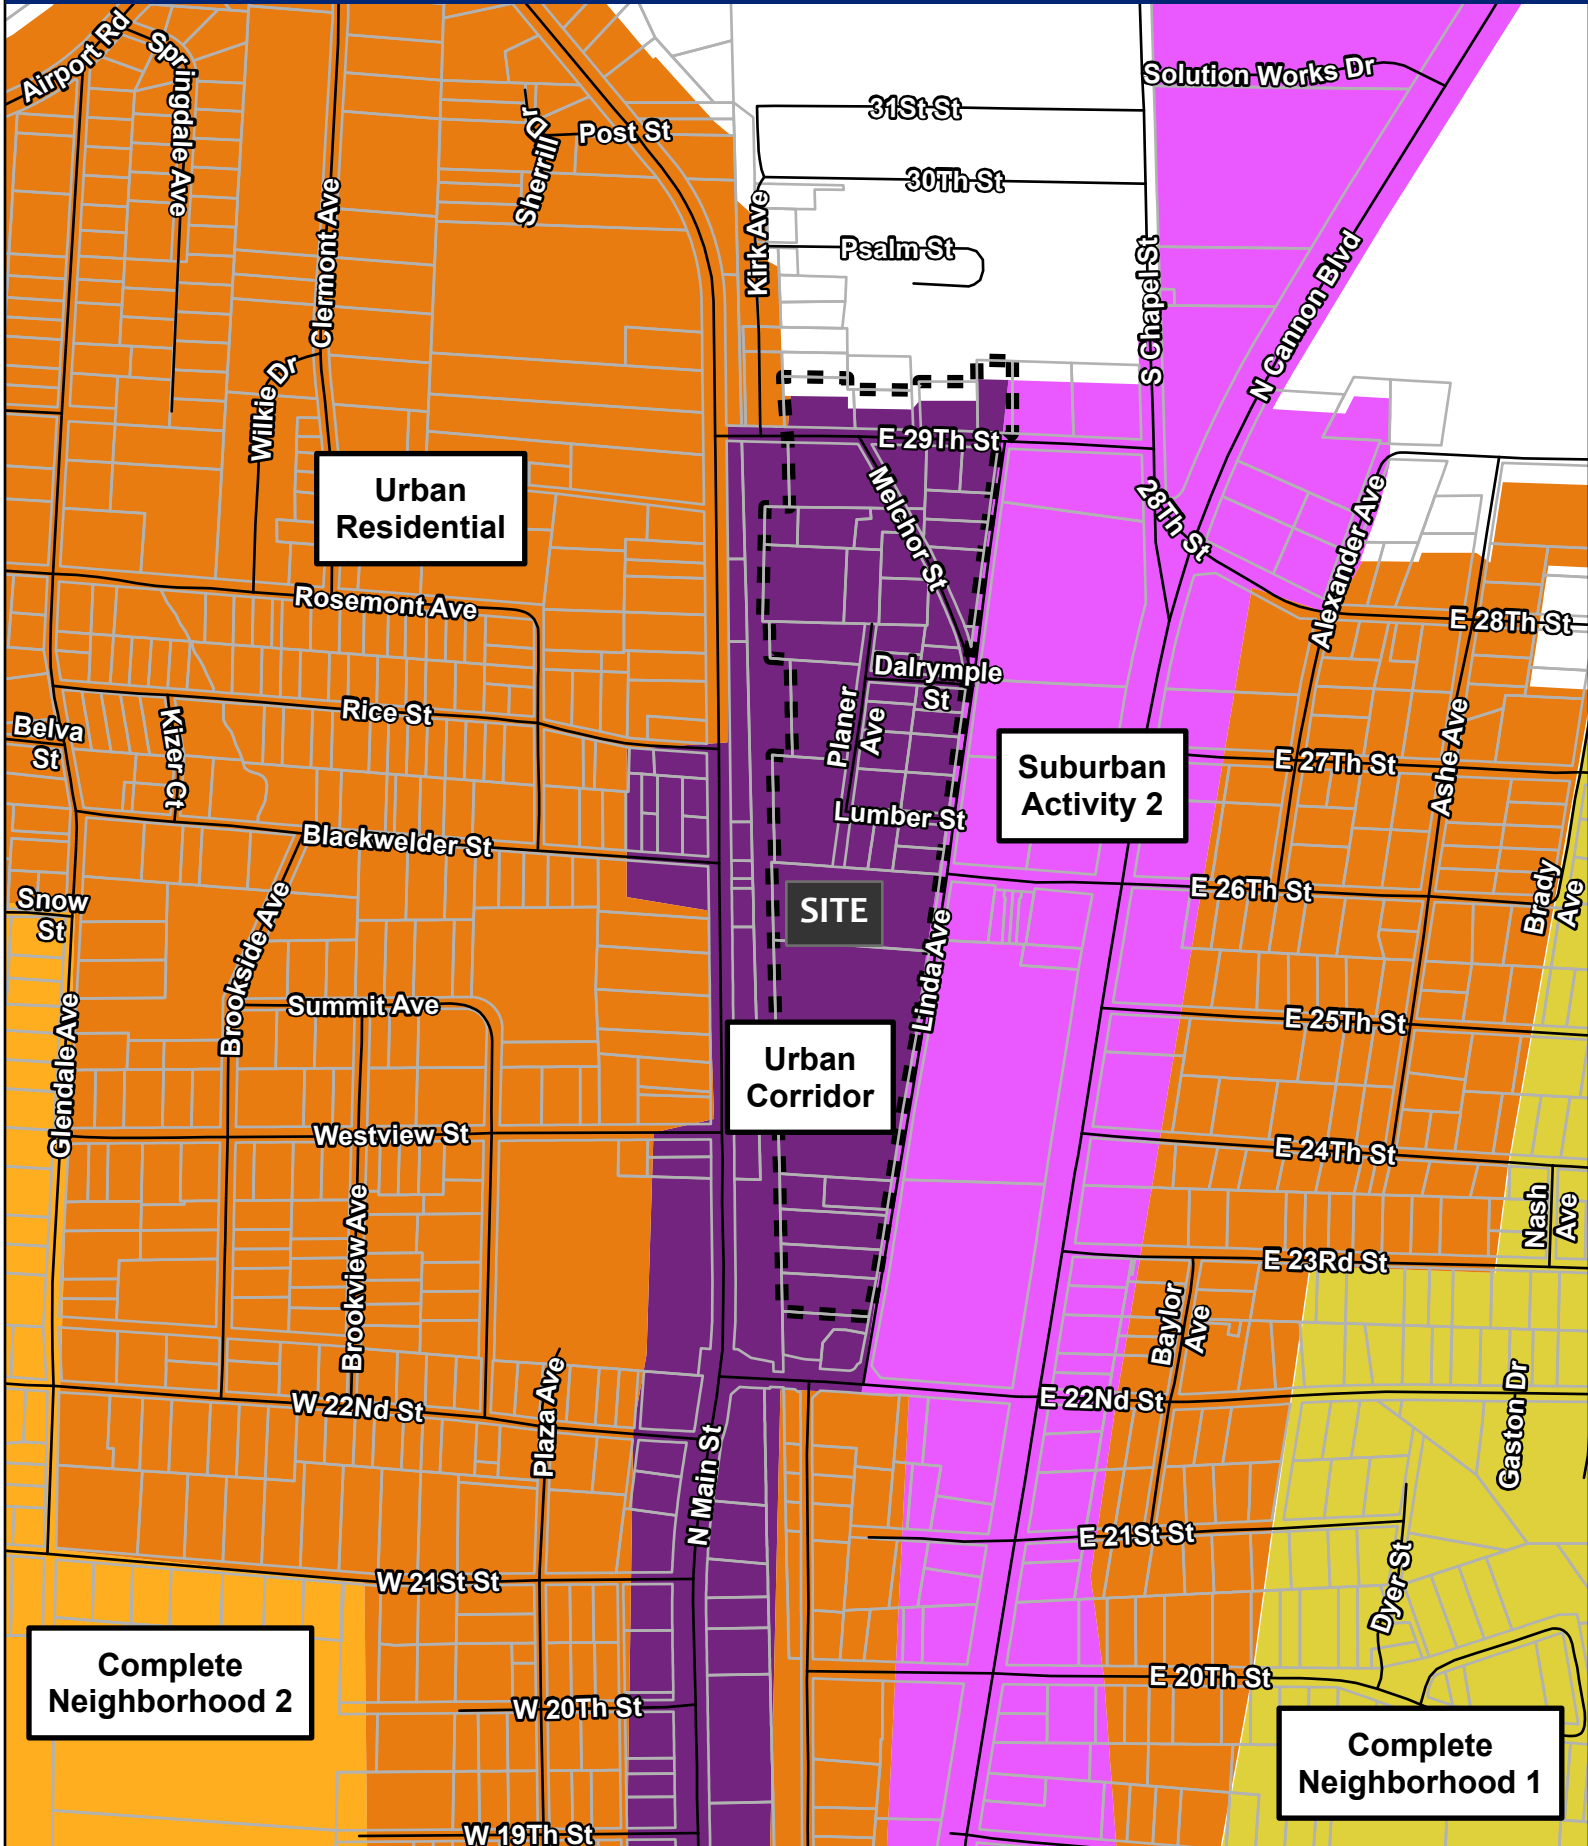 Airport Rd
Springdale Ave
Clermont Ave
Sherrill Dr
Post St
31St St
30Th St
Psalm St
Kirk Ave
Solution Works Dr
S Chapel St
N Cannon Blvd
Wilkie Dr
E 29Th St
Melchor St
28Th St
Alexander Ave
E 28Th St
Urban
Residential
Rosemont Ave
Rice St
Belva
St
Kizer Ct
Dalrymple
St
Planer
Ave
Lumber St
Suburban
Activity 2
E 27Th St
Ashe Ave
Blackwelder St
Snow
St
Brookside Ave
SITE
Linda Ave
E 26Th St
Brady
Ave
Summit Ave
Glendale Ave
Urban
Corridor
E 25Th St
Westview St
E 24Th St
Nash
Ave
Brookview Ave
E 23Rd St
Baylor
Ave
Plaza Ave
W 22Nd St
E 22Nd St
Gaston Dr
N Main St
E 21St St
W 21St St
Dyer St
Complete
Neighborhood 2
W 20Th St
E 20Th St
Complete
Neighborhood 1
W 19Th St